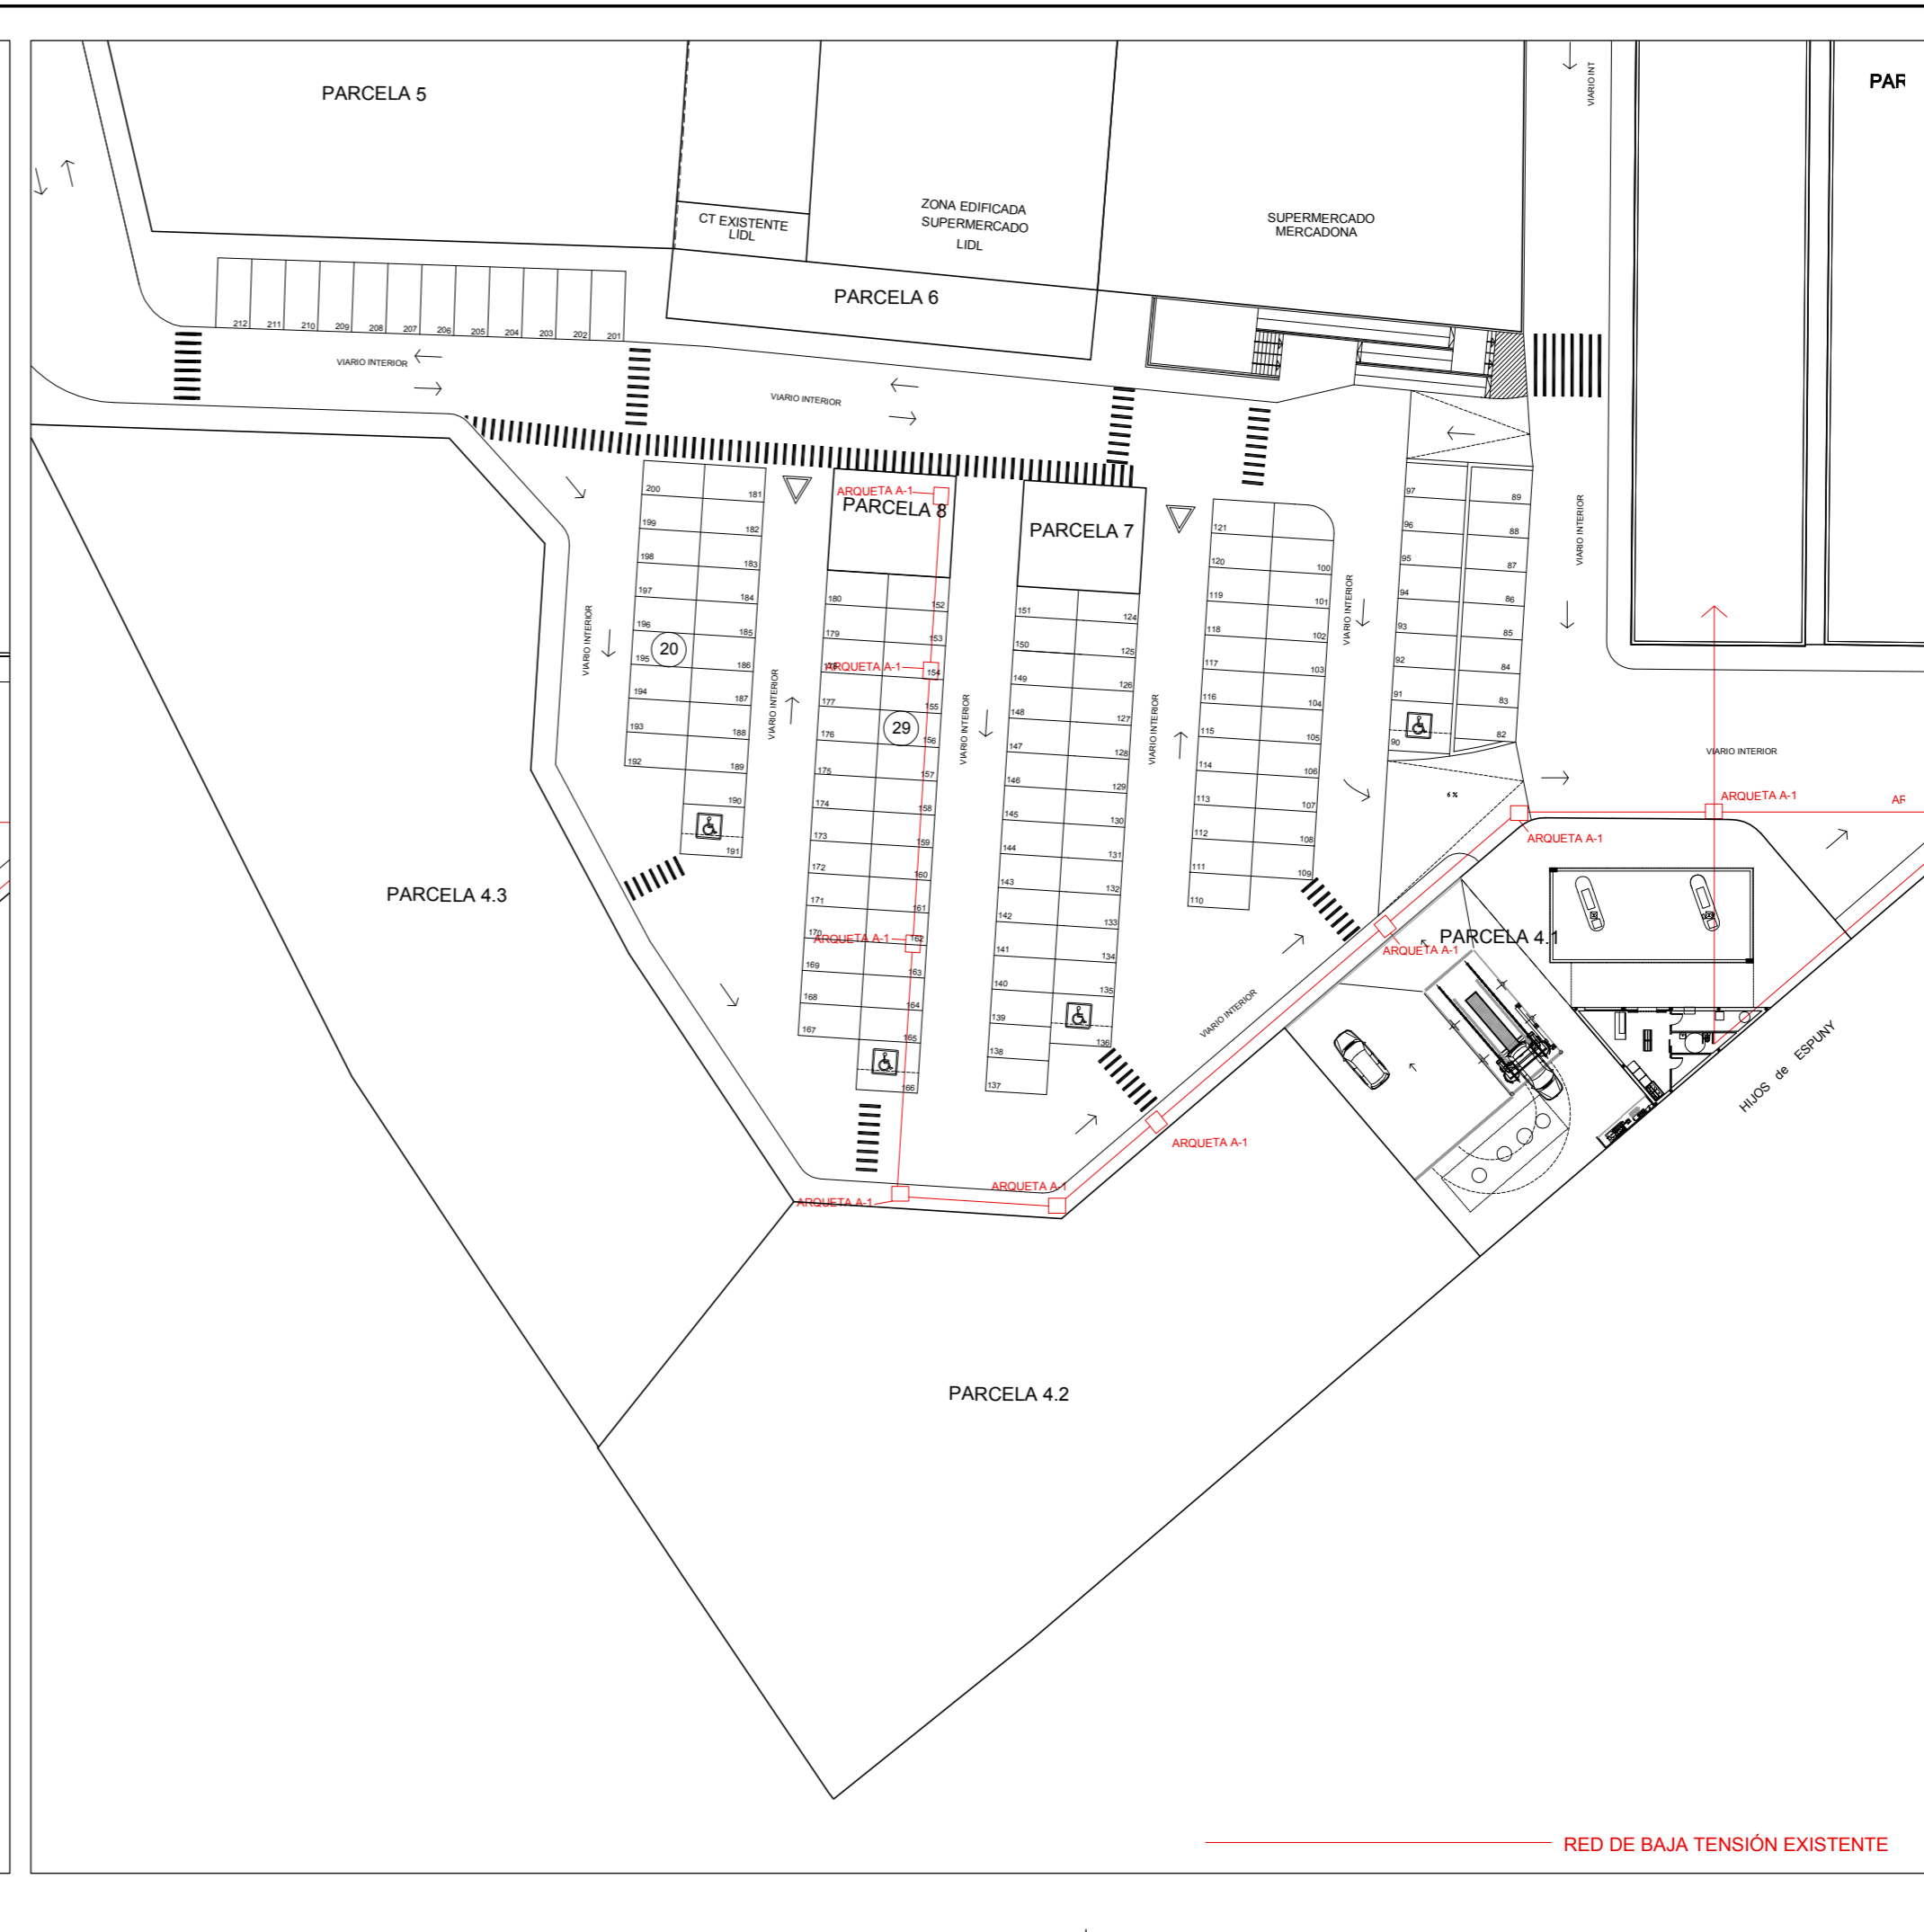 PARCELA 5
CT EXISTENTE
LIDL
ZONA EDIFICADA
SUPERMERCADO
LIDL
SUPERMERCADO
MERCADONA
VIARIO INT
PAR
PARCELA 6
212 211 210 209 208 207 206 205 204 203 202 201
VIARIO INTERIOR
VIARIO INTERIOR
PARCELA 8
ARQUETA A-1
PARCELA 7
200 181
199 182
198 183
197 184
196 185
195 186
194 187
193 188
192 189
190
191
20
180 152
179 153
ARQUETA A-1
154
177 155
176 156
175 157
174 158
173 159
172 160
171 161
170 162
ARQUETA A-1
169 163
168 164
167 165
166
29
151 124
150 125
149 126
148 127
147 128
146 129
145 130
144 131
143 132
142 133
141 134
140 135
139 136
138
137
121
120 100
119 101
118 102
117 103
116 104
115 105
114 106
113 107
112 108
111 109
110
97 89
96 88
95 87
94 86
93 85
92 84
91 83
90 82
VIARIO INTERIOR
VIARIO INTERIOR
VIARIO INTERIOR
VIARIO INTERIOR
VIARIO INTERIOR
VIARIO INTERIOR
VIARIO INTERIOR
VIARIO INTERIOR
6 %
ARQUETA A-1
AR
ARQUETA A-1
ARQUETA A-1
PARCELA 4.1
ARQUETA A-1
ARQUETA A-1
ARQUETA A-1
HIJOS de ESPUNY
PARCELA 4.3
PARCELA 4.2
RED DE BAJA TENSIÓN EXISTENTE